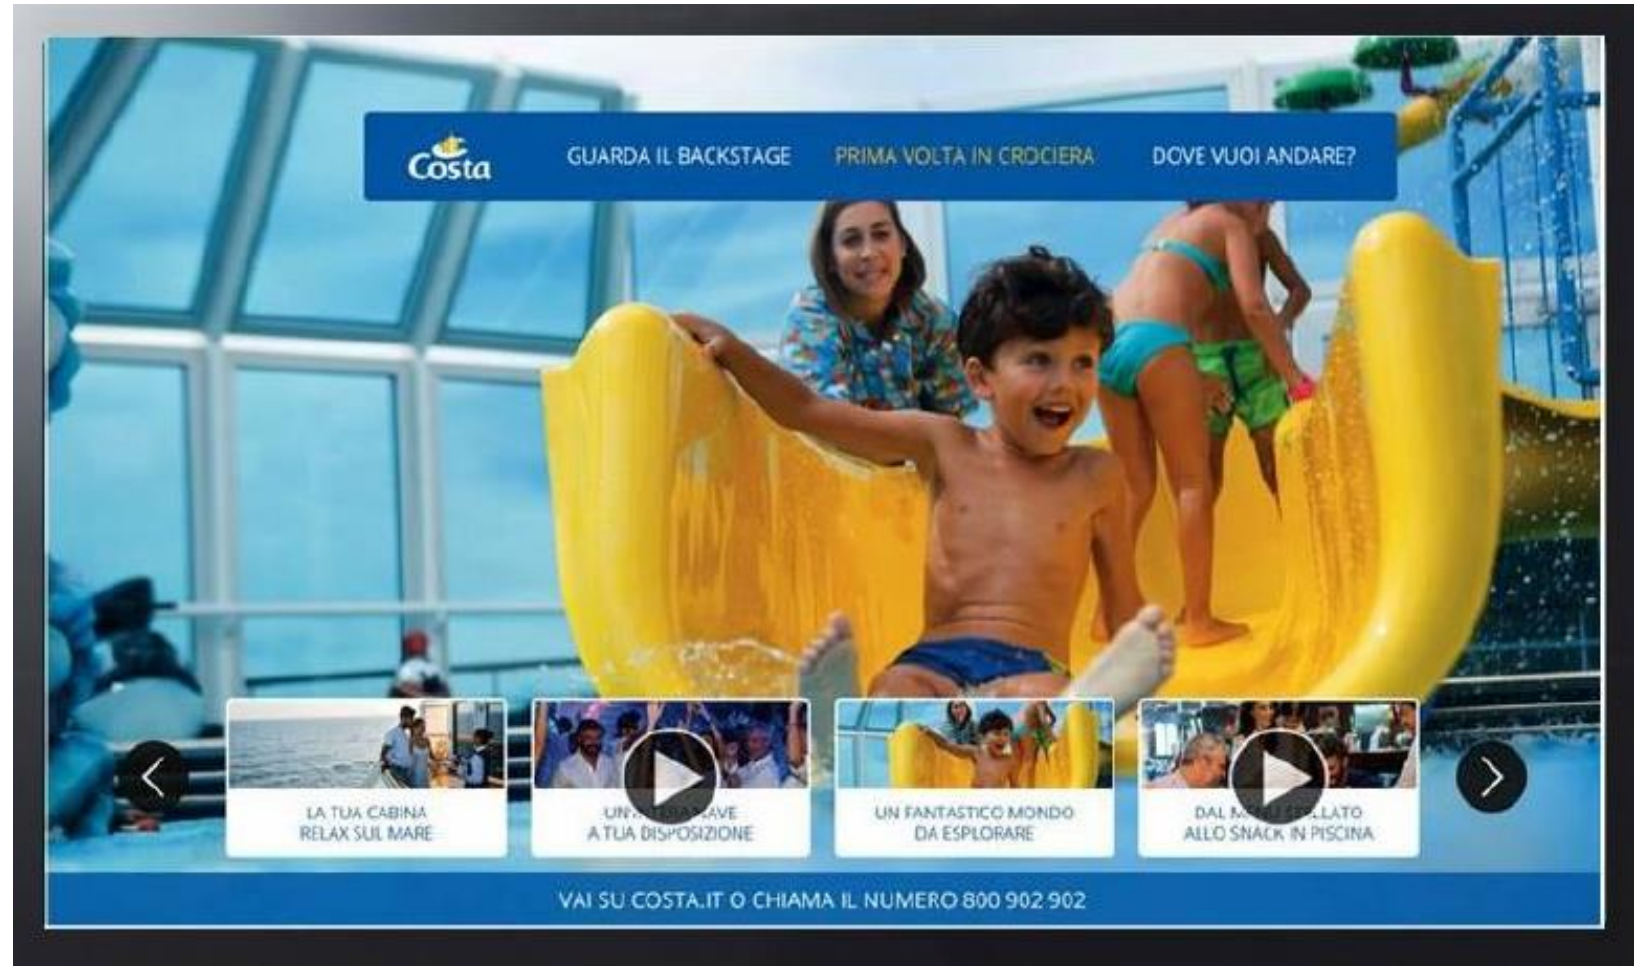 Costa
GUARDA IL BACKSTAGE
PRIMA VOLTA IN CROCIERA
DOVE VUOI ANDARE?
LA TUA CABINA
RELAX SUL MARE
NAVE
A TUA DISPOSIZIONE
UN FANTASTICO MONDO
DA ESPLORARE
DAL
ALLO SNACK IN PISCINA
VAI SU COSTA.IT O CHIAMA IL NUMERO 800 902 902